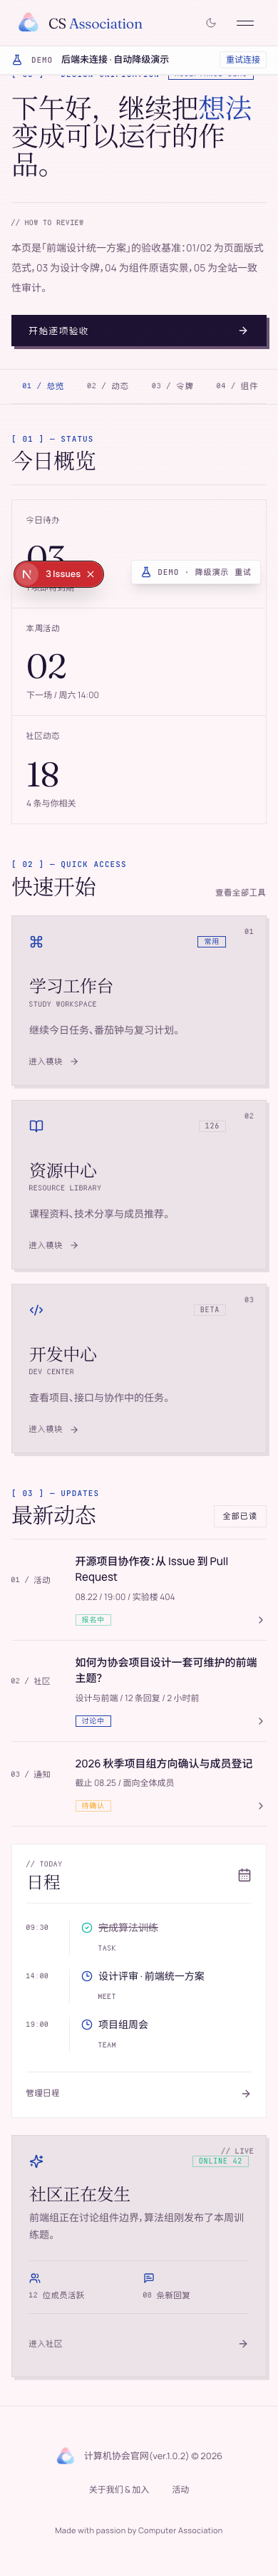 CS Association
DEMO 后端未连接 · 自动降级演示 重试连接
下午好，继续把想法
变成可以运行的作
品。
// HOW TO REVIEW
本页是「前端设计统一方案」的验收基准：01/02 为页面版式
范式，03 为设计令牌，04 为组件原语实景，05 为全站一致
性审计。
开始逐项验收
01 / 总览 02 / 动态 03 / 令牌 04 / 组件
[ 01 ] — STATUS
今日概览
今日待办
03
3 Issues
DEMO · 降级演示 重试
本周活动
02
下一场 / 周六 14:00
社区动态
18
4 条与你相关
[ 02 ] — QUICK ACCESS
快速开始
查看全部工具
01
常用
学习工作台
STUDY WORKSPACE
继续今日任务、番茄钟与复习计划。
进入模块
02
126
资源中心
RESOURCE LIBRARY
课程资料、技术分享与成员推荐。
进入模块
03
BETA
开发中心
DEV CENTER
查看项目、接口与协作中的任务。
进入模块
[ 03 ] — UPDATES
最新动态
全部已读
01 / 活动
开源项目协作夜：从 Issue 到 Pull
Request
08.22 / 19:00 / 实验楼 404
报名中
02 / 社区
如何为协会项目设计一套可维护的前端
主题？
设计与前端 / 12 条回复 / 2 小时前
讨论中
03 / 通知
2026 秋季项目组方向确认与成员登记
截止 08.25 / 面向全体成员
待确认
// TODAY
日程
09:30 完成算法训练
TASK
14:00 设计评审 · 前端统一方案
MEET
19:00 项目组周会
TEAM
管理日程
// LIVE
ONLINE 42
社区正在发生
前端组正在讨论组件边界，算法组刚发布了本周训
练题。
12 位成员活跃
08 条新回复
进入社区
计算机协会官网(ver.1.0.2) © 2026
关于我们 & 加入 活动
Made with passion by Computer Association